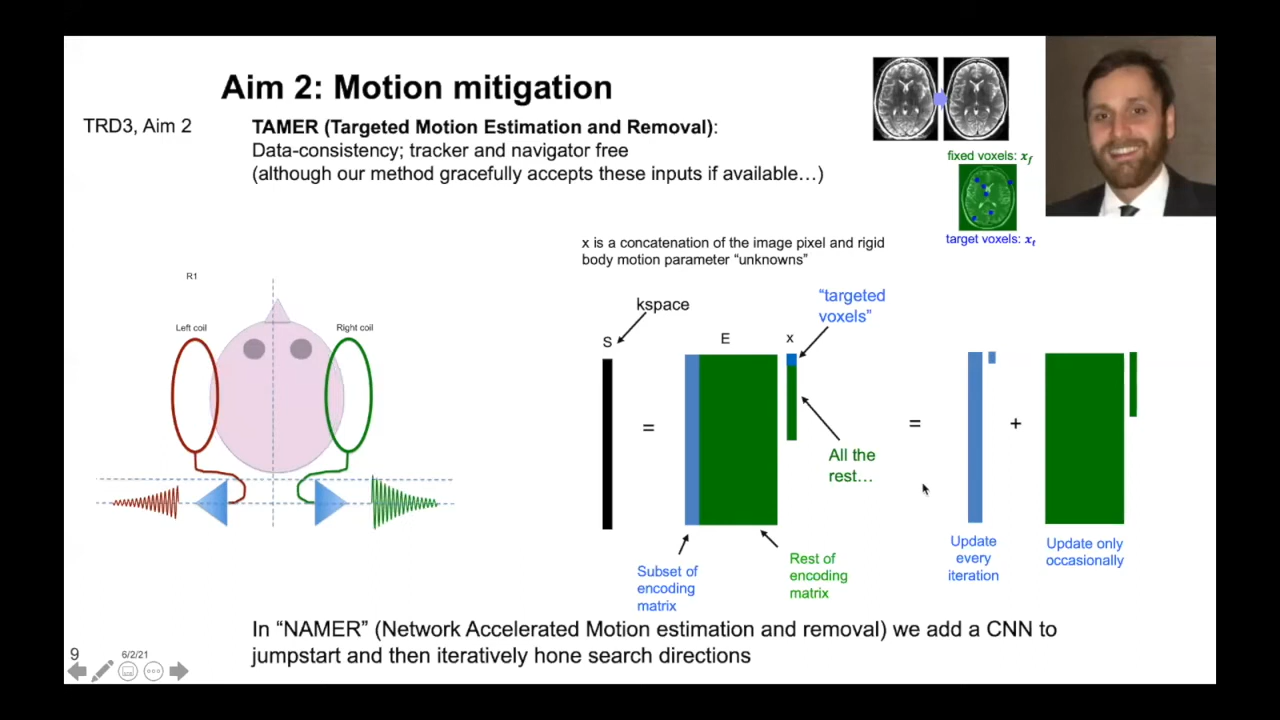 Aim 2: Motion mitigation
TRD3, Aim 2
TAMER (Targeted Motion Estimation and Removal):
Data-consistency; tracker and navigator free
(although our method gracefully accepts these inputs if available…)
fixed voxels: x_f
target voxels: x_t
x is a concatenation of the image pixel and rigid
body motion parameter “unknowns”
R1
Left coil
Right coil
kspace
“targeted
voxels”
S
E
x
=
=
+
All the
rest…
Subset of
encoding
matrix
Rest of
encoding
matrix
Update
every
iteration
Update only
occasionally
In “NAMER” (Network Accelerated Motion estimation and removal) we add a CNN to
jumpstart and then iteratively hone search directions
9
6/2/21